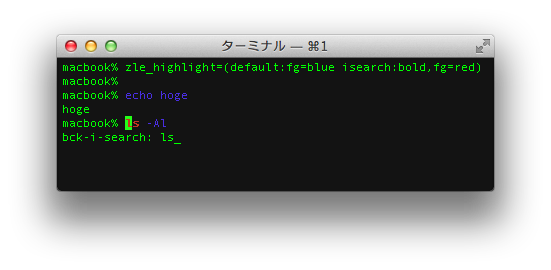 ターミナル — ⌘1
macbook% zle_highlight=(default:fg=blue isearch:bold,fg=red)
macbook%
macbook% echo hoge
hoge
macbook% ls -Al
bck-i-search: ls_